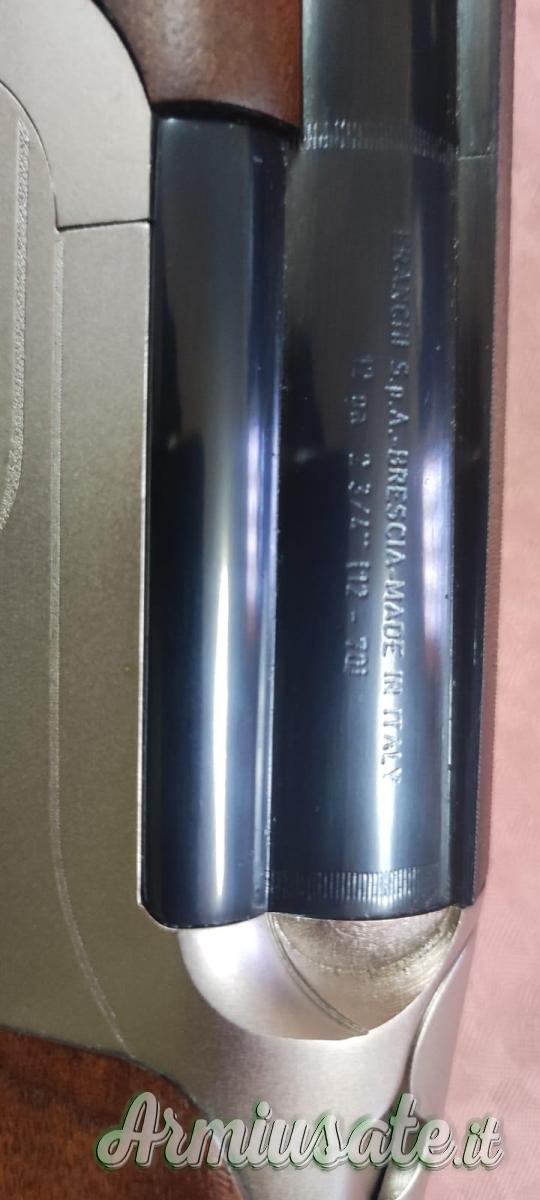 FRANCHI S.p.A.-BRESCIA-MADE IN ITALY
12 ga 2 3/4" (12 - 70)
Armiusate.it